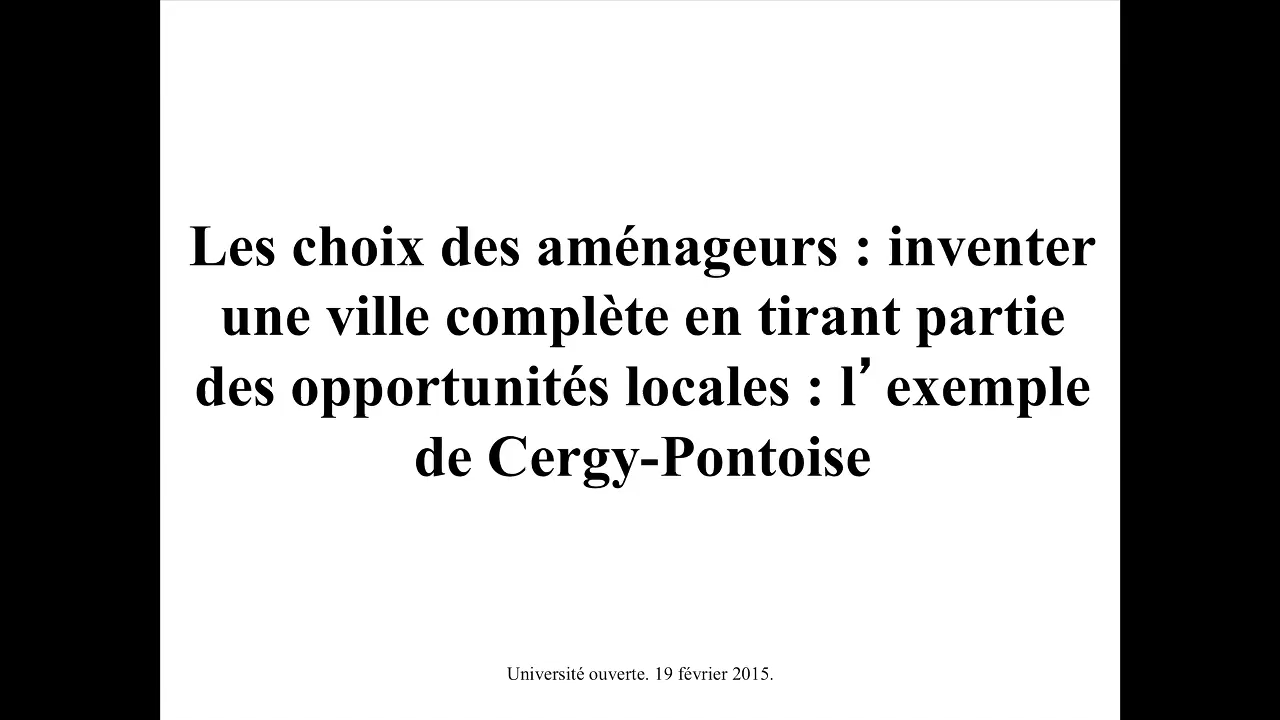 Les choix des aménageurs : inventer
une ville complète en tirant partie
des opportunités locales : l’ exemple
de Cergy-Pontoise
Université ouverte. 19 février 2015.